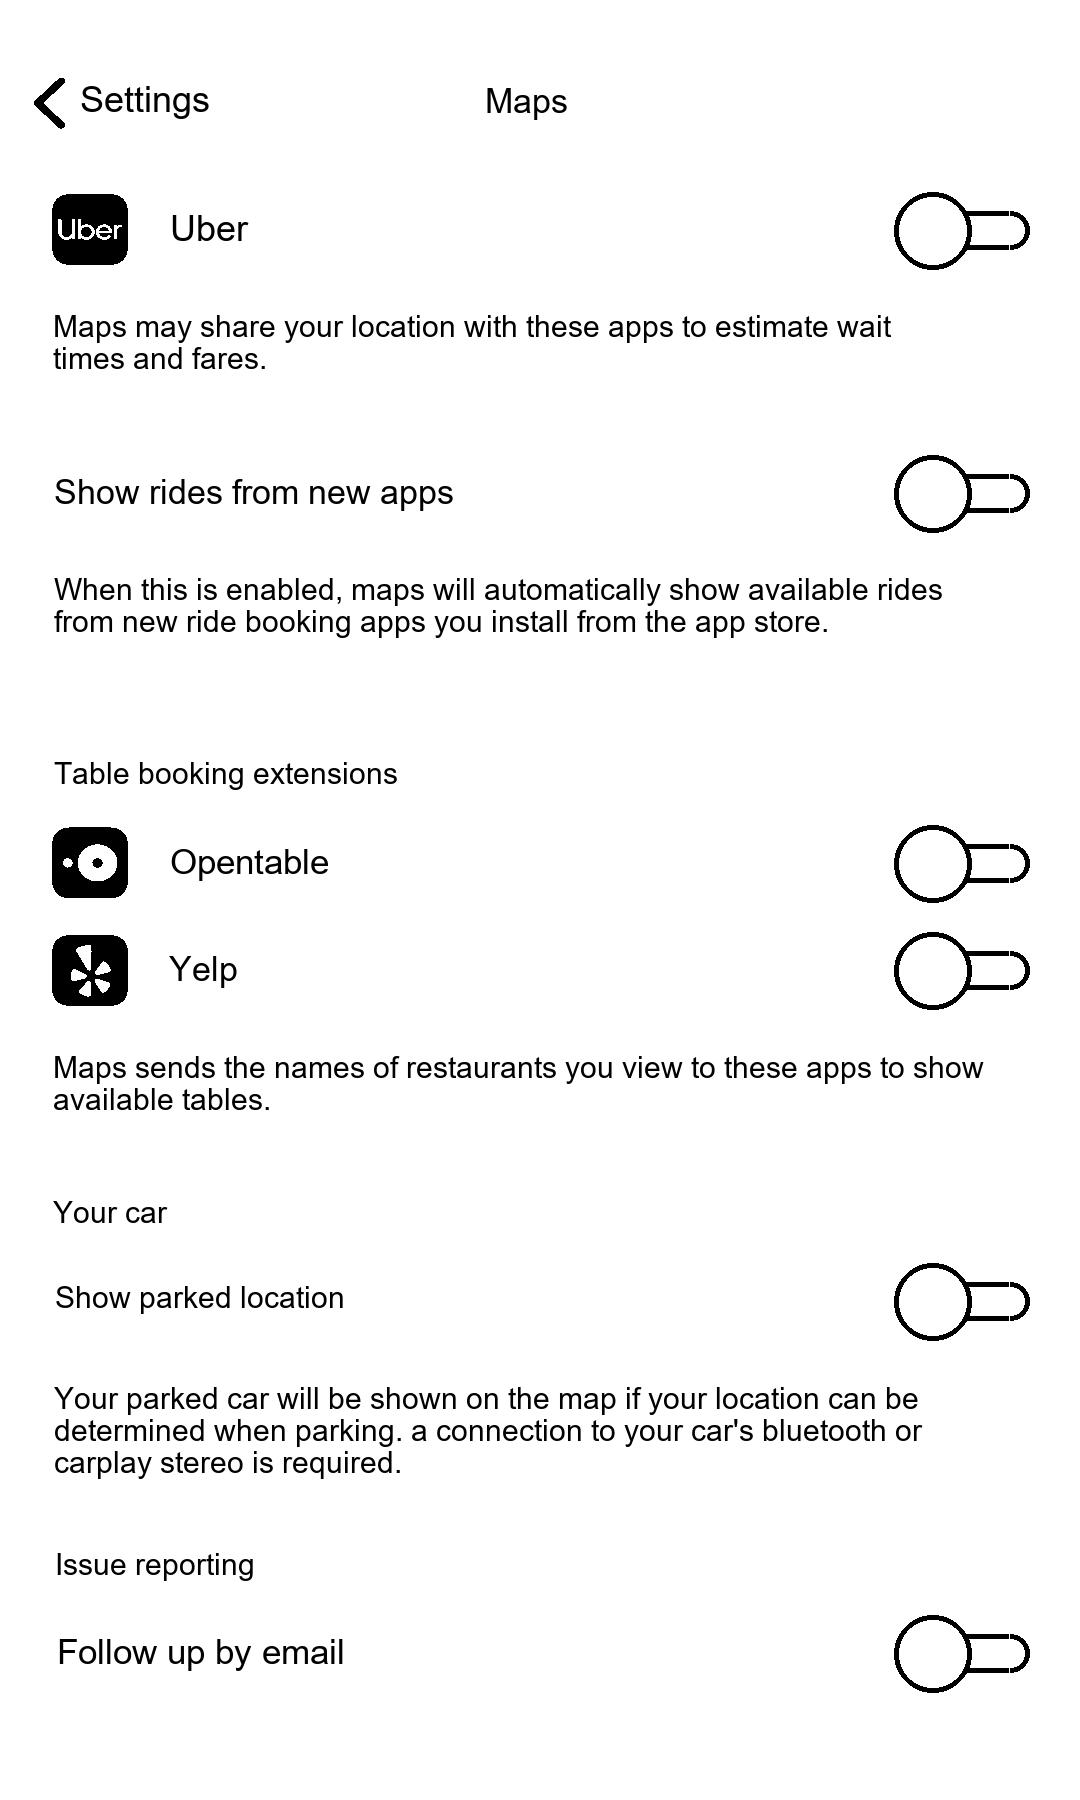 Settings
Maps
Uber
Uber
Maps may share your location with these apps to estimate wait
times and fares.
Show rides from new apps
When this is enabled, maps will automatically show available rides
from new ride booking apps you install from the app store.
Table booking extensions
Opentable
Yelp
Maps sends the names of restaurants you view to these apps to show
available tables.
Your car
Show parked location
Your parked car will be shown on the map if your location can be
determined when parking. a connection to your car's bluetooth or
carplay stereo is required.
Issue reporting
Follow up by email